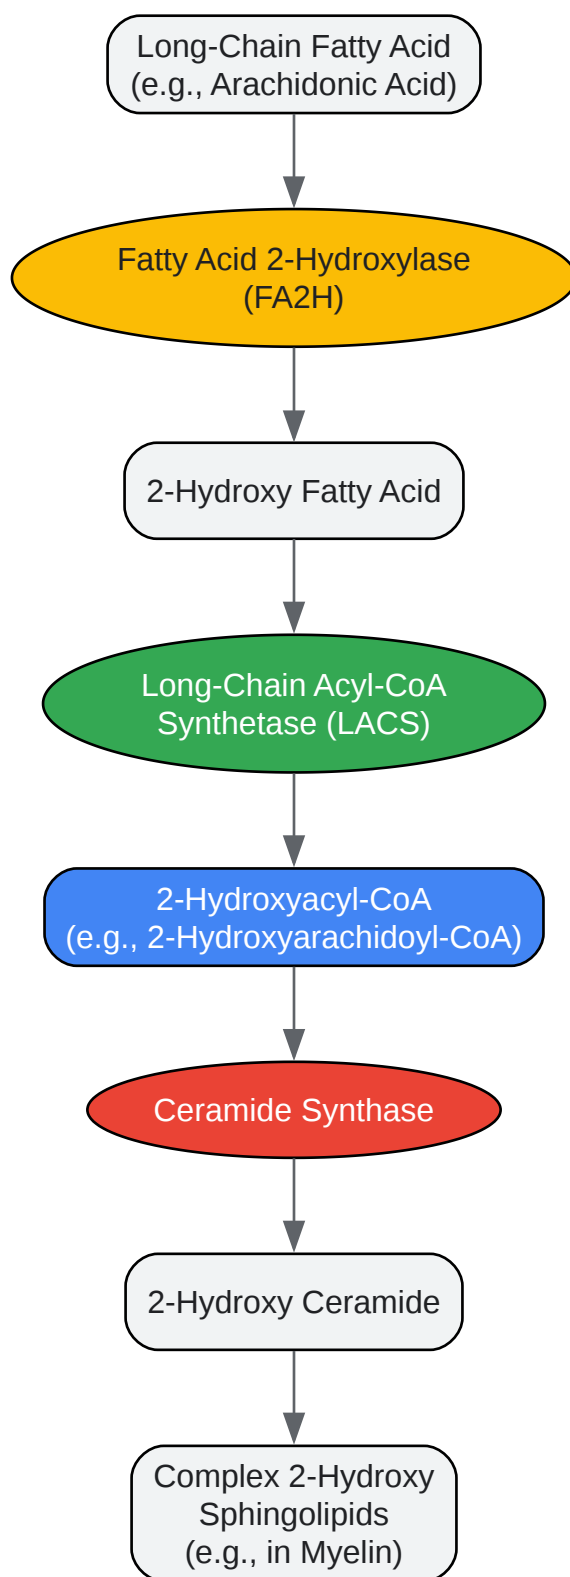 Long-Chain Fatty Acid
(e.g., Arachidonic Acid)
Fatty Acid 2-Hydroxylase
(FA2H)
2-Hydroxy Fatty Acid
Long-Chain Acyl-CoA
Synthetase (LACS)
2-Hydroxyacyl-CoA
(e.g., 2-Hydroxyarachidoyl-CoA)
Ceramide Synthase
2-Hydroxy Ceramide
Complex 2-Hydroxy
Sphingolipids
(e.g., in Myelin)